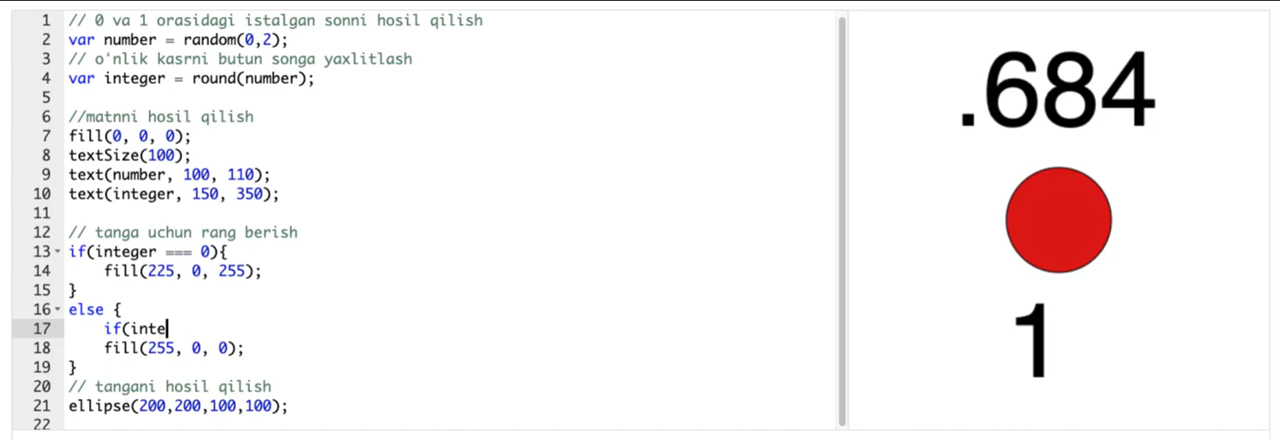 1 // 0 va 1 orasidagi istalgan sonni hosil qilish
2 var number = random(0,2);
3 // o'nlik kasrni butun songa yaxlitlash
4 var integer = round(number);
5
6 //matnni hosil qilish
7 fill(0, 0, 0);
8 textSize(100);
9 text(number, 100, 110);
10 text(integer, 150, 350);
11
12 // tanga uchun rang berish
13 if(integer === 0){
14 fill(225, 0, 255);
15 }
16 else {
17 if(inte
18 fill(255, 0, 0);
19 }
20 // tangani hosil qilish
21 ellipse(200,200,100,100);
22
.684
1